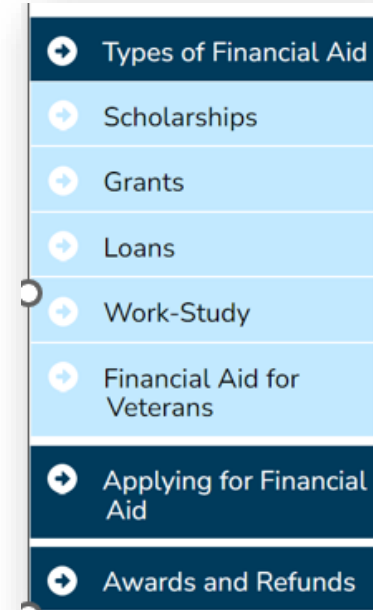 Types of Financial Aid
Scholarships
Grants
Loans
Work-Study
Financial Aid for
Veterans
Applying for Financial
Aid
Awards and Refunds